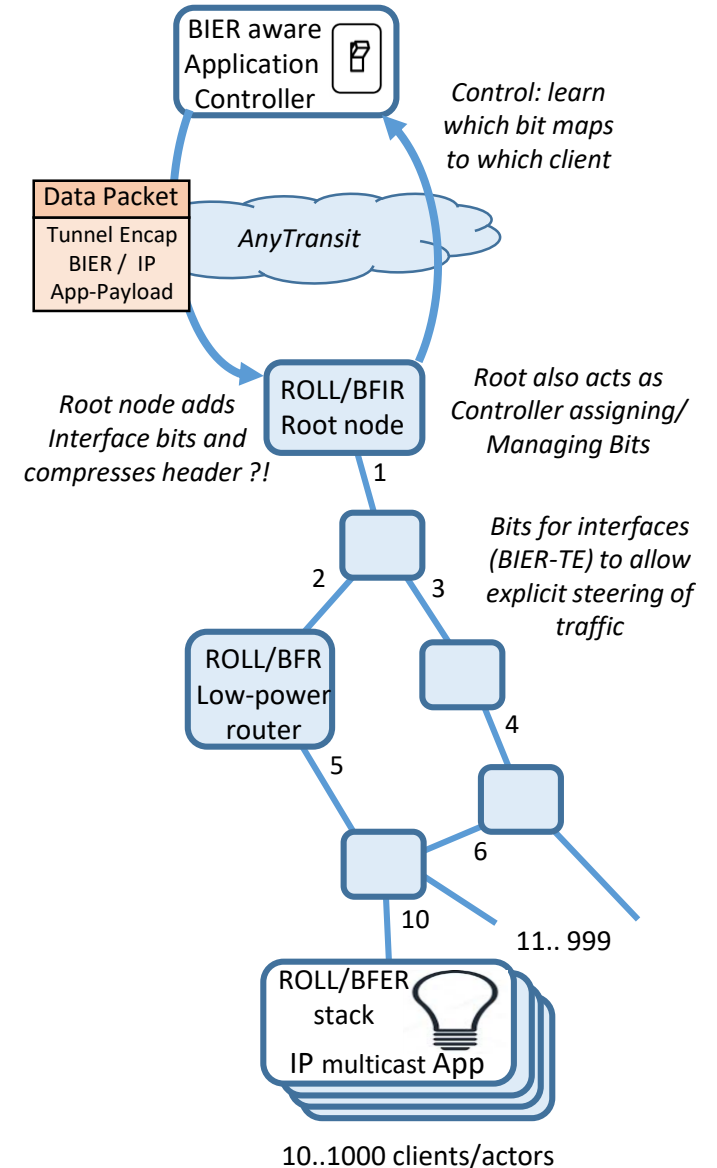 BIER aware
Application
Controller
Control: learn
which bit maps
to which client
Data Packet
Tunnel Encap
BIER / IP
App-Payload
AnyTransit
ROLL/BFIR
Root node
Root node adds
Interface bits and
compresses header ?!
Root also acts as
Controller assigning/
Managing Bits
1
Bits for interfaces
(BIER-TE) to allow
explicit steering of
traffic
2
3
ROLL/BFR
Low-power
router
4
5
6
10
11.. 999
ROLL/BFER
stack
IP multicast App
10..1000 clients/actors